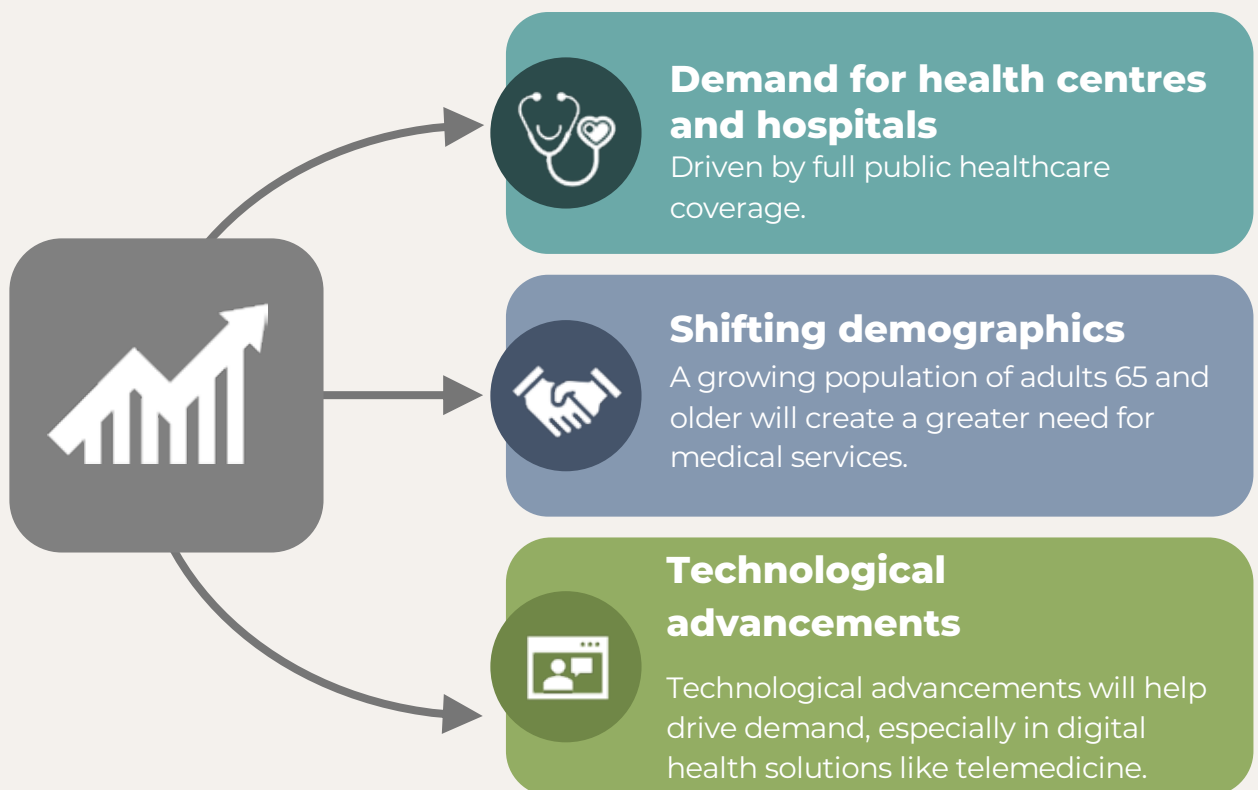 Demand for health centres
and hospitals
Driven by full public healthcare
coverage.
Shifting demographics
A growing population of adults 65 and
older will create a greater need for
medical services.
Technological
advancements
Technological advancements will help
drive demand, especially in digital
health solutions like telemedicine.